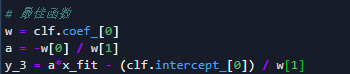 # 最佳函数
w = clf.coef_[0]
a = -w[0] / w[1]
y_3 = a*x_fit - (clf.intercept_[0]) / w[1]